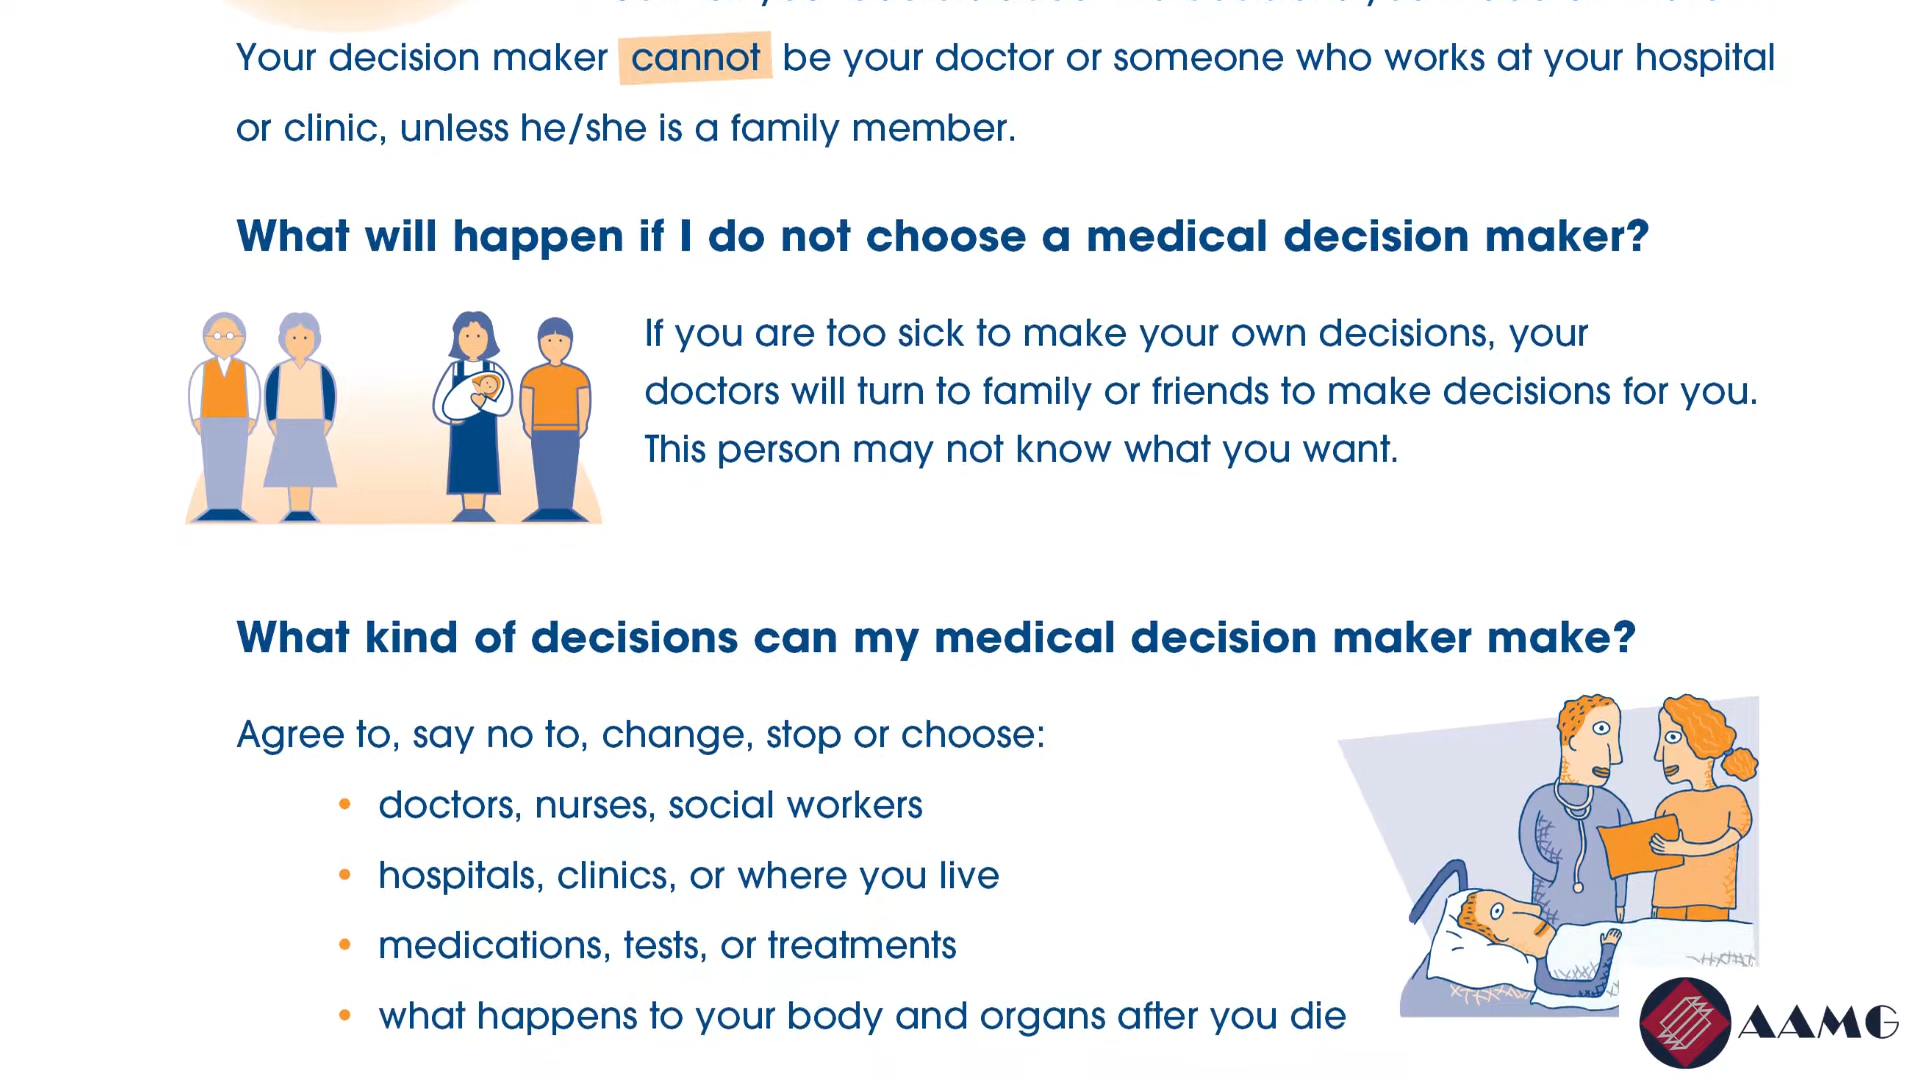 Your decision maker cannot be your doctor or someone who works at your hospital
or clinic, unless he/she is a family member.
What will happen if I do not choose a medical decision maker?
If you are too sick to make your own decisions, your
doctors will turn to family or friends to make decisions for you.
This person may not know what you want.
What kind of decisions can my medical decision maker make?
Agree to, say no to, change, stop or choose:
• doctors, nurses, social workers
• hospitals, clinics, or where you live
• medications, tests, or treatments
• what happens to your body and organs after you die
AAMG